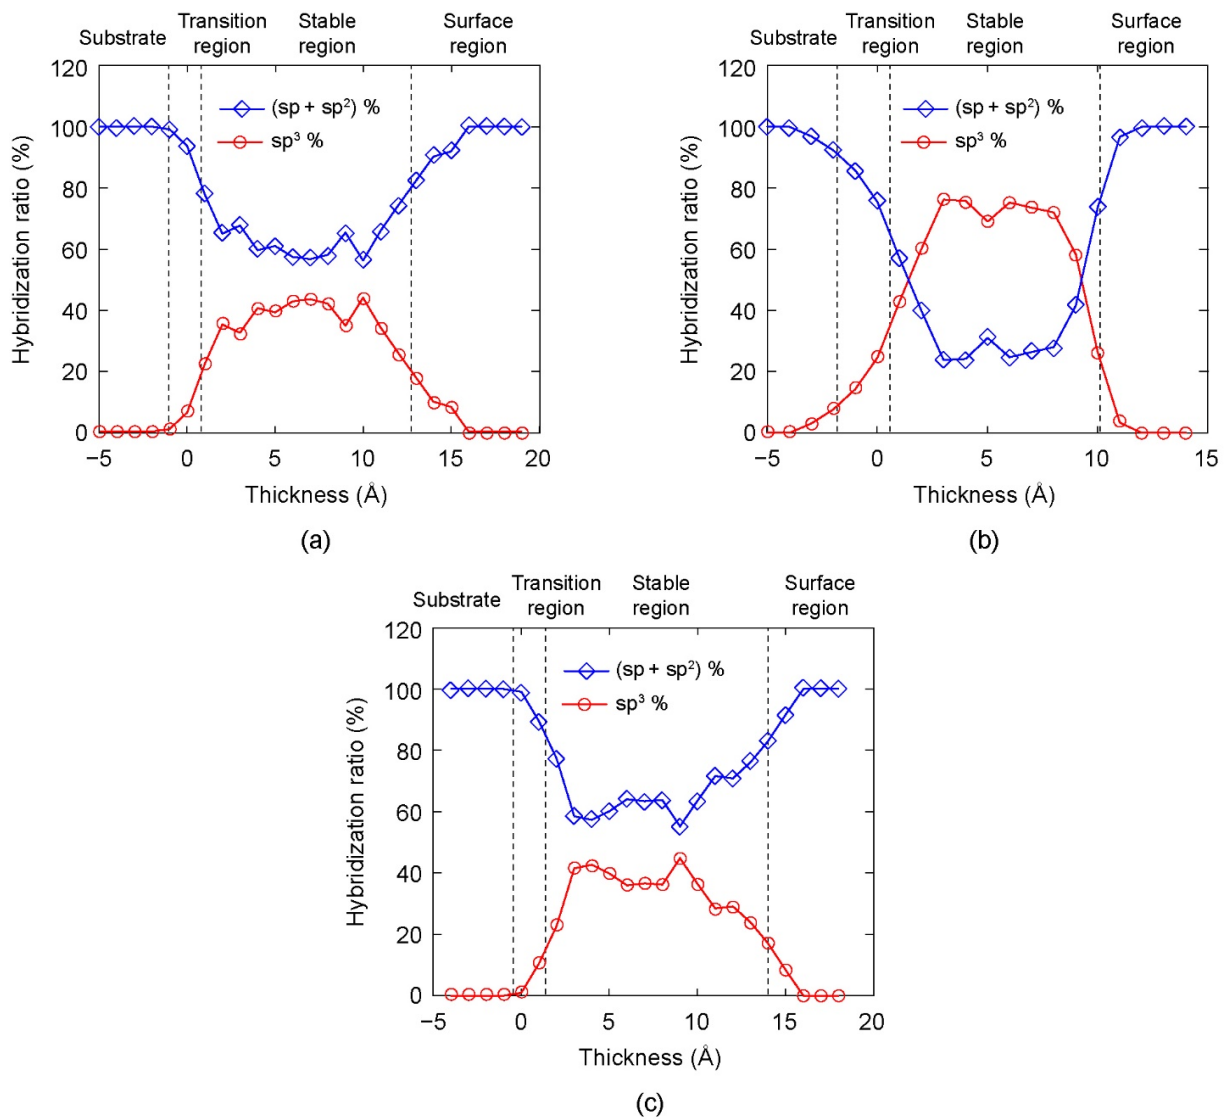 Substrate Transition region Stable region Surface region
120
100
80
60
40
20
0
Hybridization ratio (%)
(sp + sp²) %
sp³ %
−5 0 5 10 15 20
Thickness (Å)
(a)
Substrate Transition region Stable region Surface region
120
100
80
60
40
20
0
Hybridization ratio (%)
(sp + sp²) %
sp³ %
−5 0 5 10 15
Thickness (Å)
(b)
Substrate Transition region Stable region Surface region
120
100
80
60
40
20
0
Hybridization ratio (%)
(sp + sp²) %
sp³ %
−5 0 5 10 15 20
Thickness (Å)
(c)